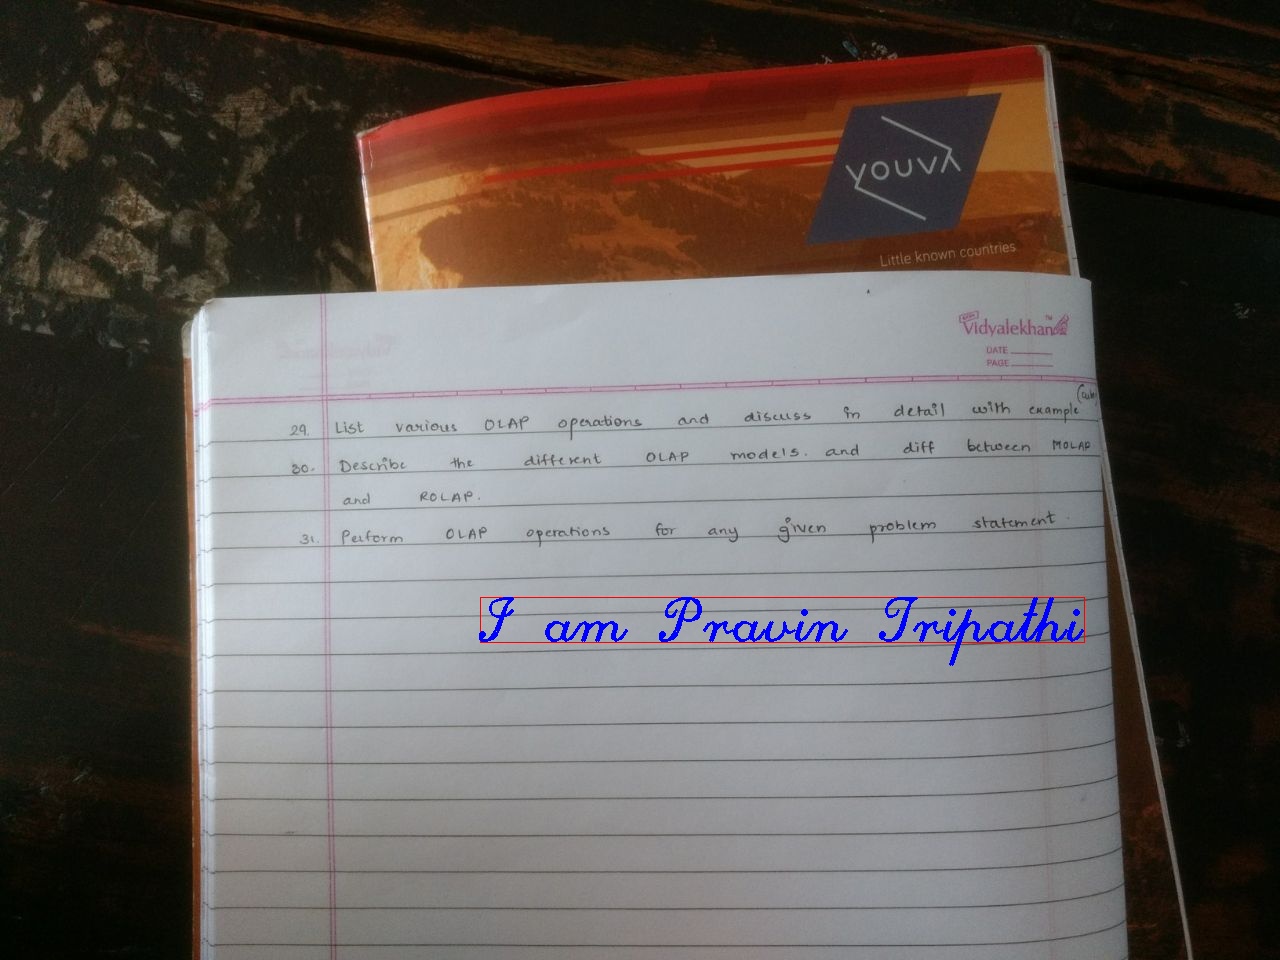 YOUVA
Little known countries
Vidyalekhan™
DATE
PAGE
29. List various OLAP operations and discuss in detail with example
30. Describe the different OLAP models. and diff between MOLAP
and ROLAP.
31. Perform OLAP operations for any given problem statement.
I am Pravin Tripathi